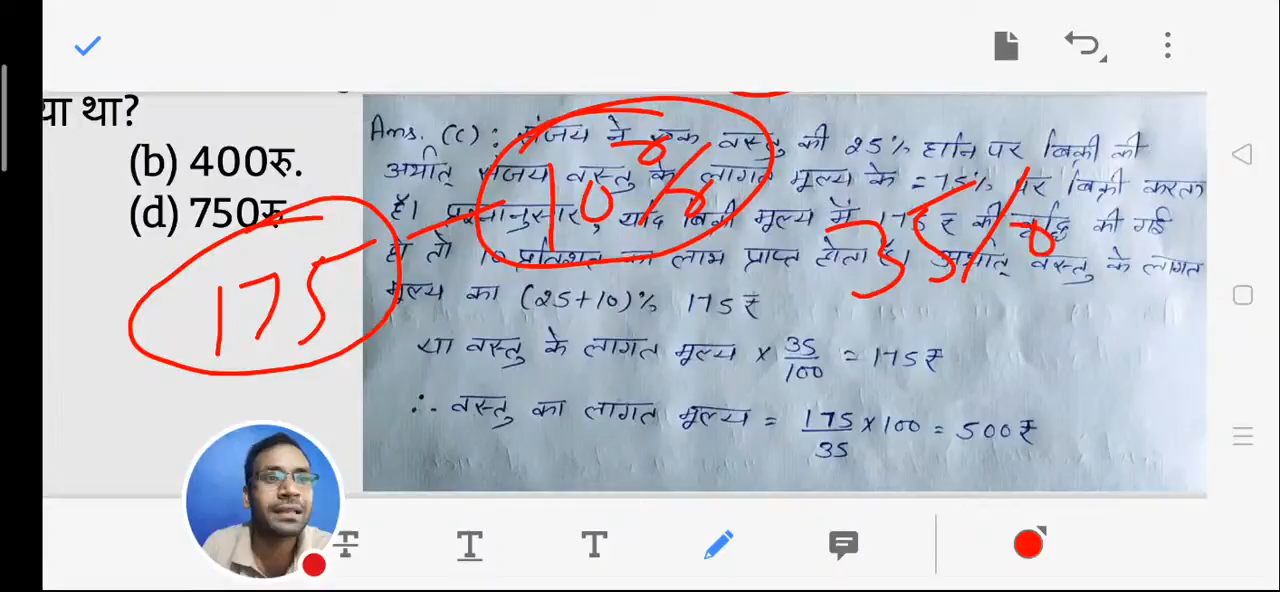 या था?
(b) 400रु.
(d) 750रु
Ans. (C) : संजय ने एक वस्तु की 25% हानि पर बिक्री की
अर्थात् संजय वस्तु के लागत मूल्य के = 75% पर बिक्री करता
है। प्रश्नानुसार, यदि बिक्री मूल्य में 175 ₹ की वृद्धि की गई
हो तो 10 प्रतिशत का लाभ प्राप्त होता है। अर्थात् वस्तु के लागत
मूल्य का (25+10)% 175 ₹
या वस्तु के लागत मूल्य × 35/100 = 175 ₹
∴ वस्तु का लागत मूल्य = 175/35 × 100 = 500 ₹
10%
35%
175
T
T
T